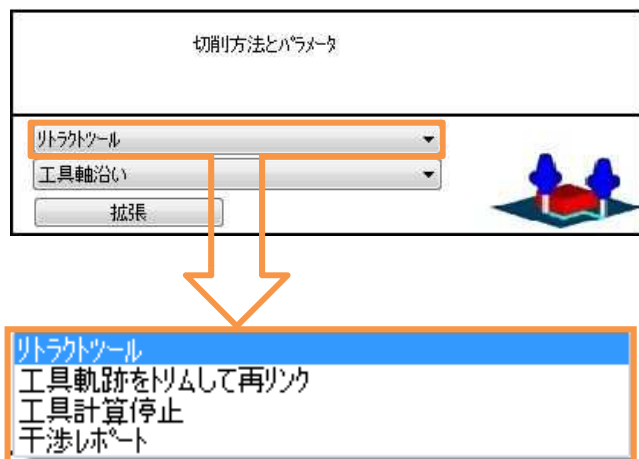 切削方法とパラメータ
リトラクトツール
工具軸沿い
拡張
リトラクトツール
工具軌跡をトリムして再リンク
工具計算停止
干渉レポート